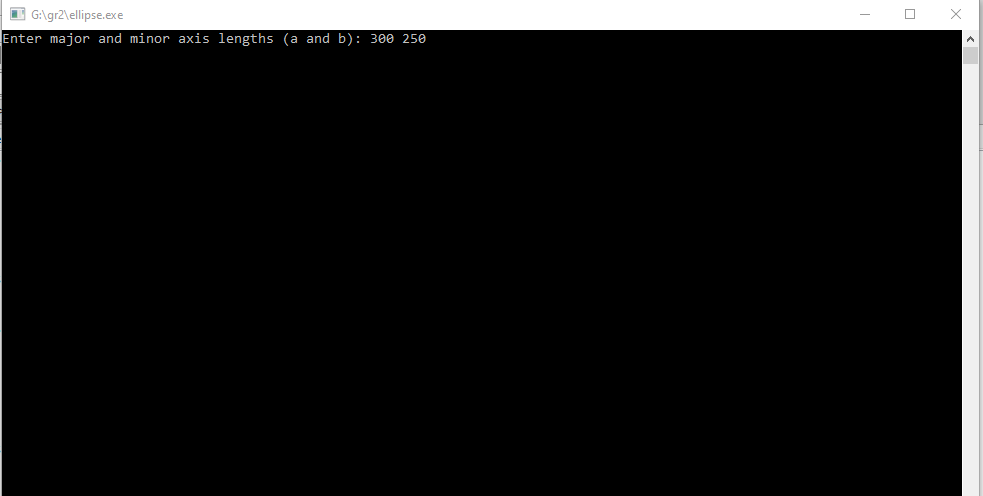 G:\gr2\ellipse.exe
Enter major and minor axis lengths (a and b): 300 250